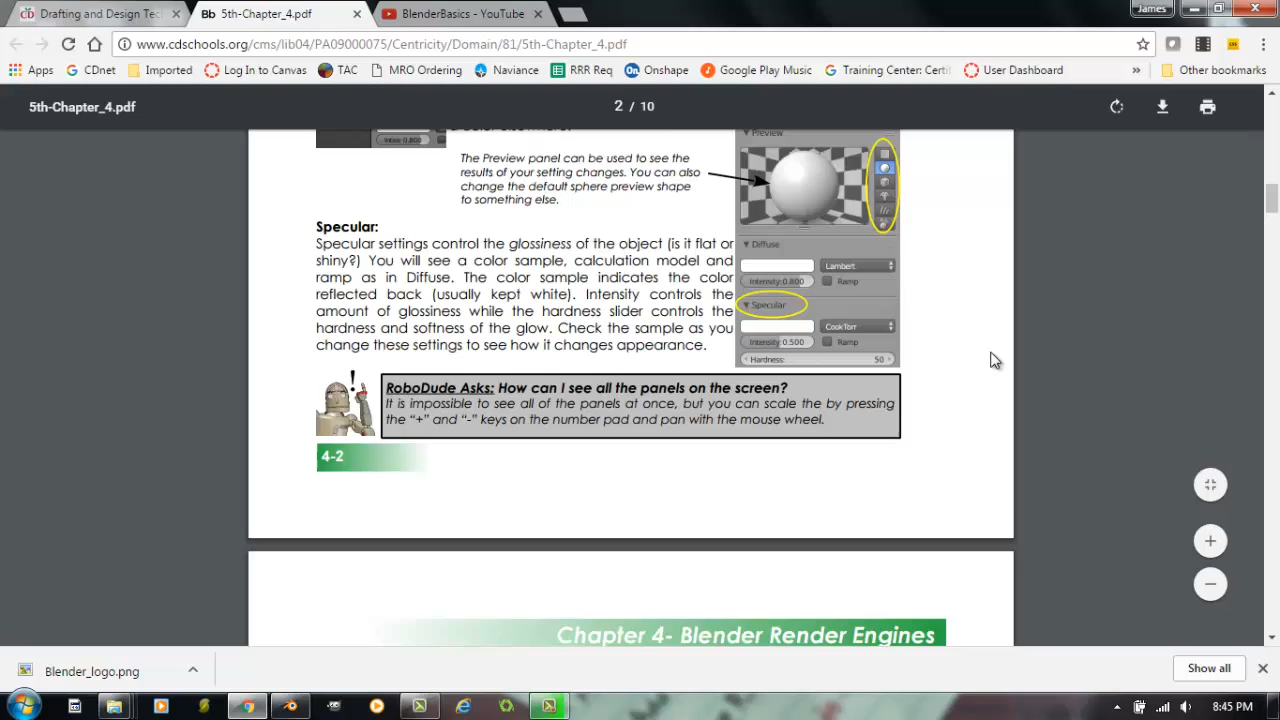 Drafting and Design Tec
5th-Chapter_4.pdf
BlenderBasics - YouTube
James
www.cdschools.org/cms/lib04/PA09000075/Centricity/Domain/81/5th-Chapter_4.pdf
Apps CDnet Imported Log In to Canvas TAC MRO Ordering Naviance RRR Req Onshape Google Play Music Training Center: Certi User Dashboard » Other bookmarks
5th-Chapter_4.pdf
2 / 10
The Preview panel can be used to see the
results of your setting changes. You can also
change the default sphere preview shape
to something else.
Preview
Specular:
Specular settings control the glossiness of the object (is it flat or
shiny?) You will see a color sample, calculation model and
ramp as in Diffuse. The color sample indicates the color
reflected back (usually kept white). Intensity controls the
amount of glossiness while the hardness slider controls the
hardness and softness of the glow. Check the sample as you
change these settings to see how it changes appearance.
Diffuse
Lambert
Intensity:0.800 Ramp
Specular
CookTorr
Intensity:0.500 Ramp
Hardness: 50
!
RoboDude Asks: How can I see all the panels on the screen?
It is impossible to see all of the panels at once, but you can scale the by pressing
the “+” and “-” keys on the number pad and pan with the mouse wheel.
4-2
Chapter 4- Blender Render Engines
Blender_logo.png
Show all
8:45 PM